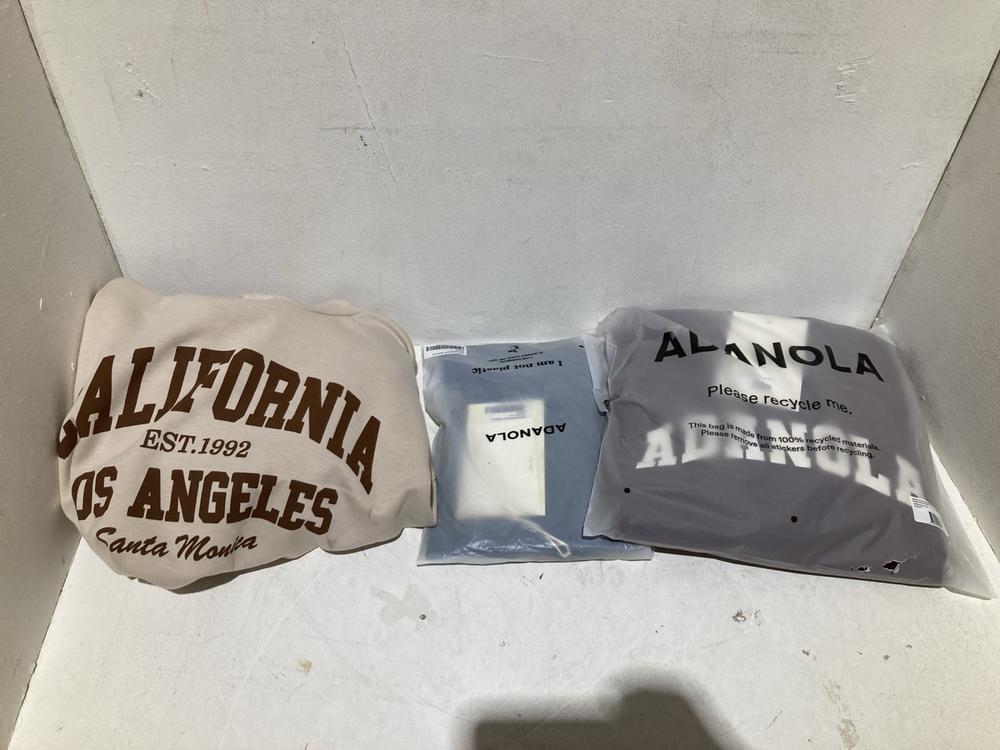 CALIFORNIA
EST.1992
LOS ANGELES
Santa Monica
I am not plastic
ADANOLA
ADANOLA
Please recycle me.
This bag is made from 100% recycled materials.
Please remove all stickers before recycling.
ADANOLA